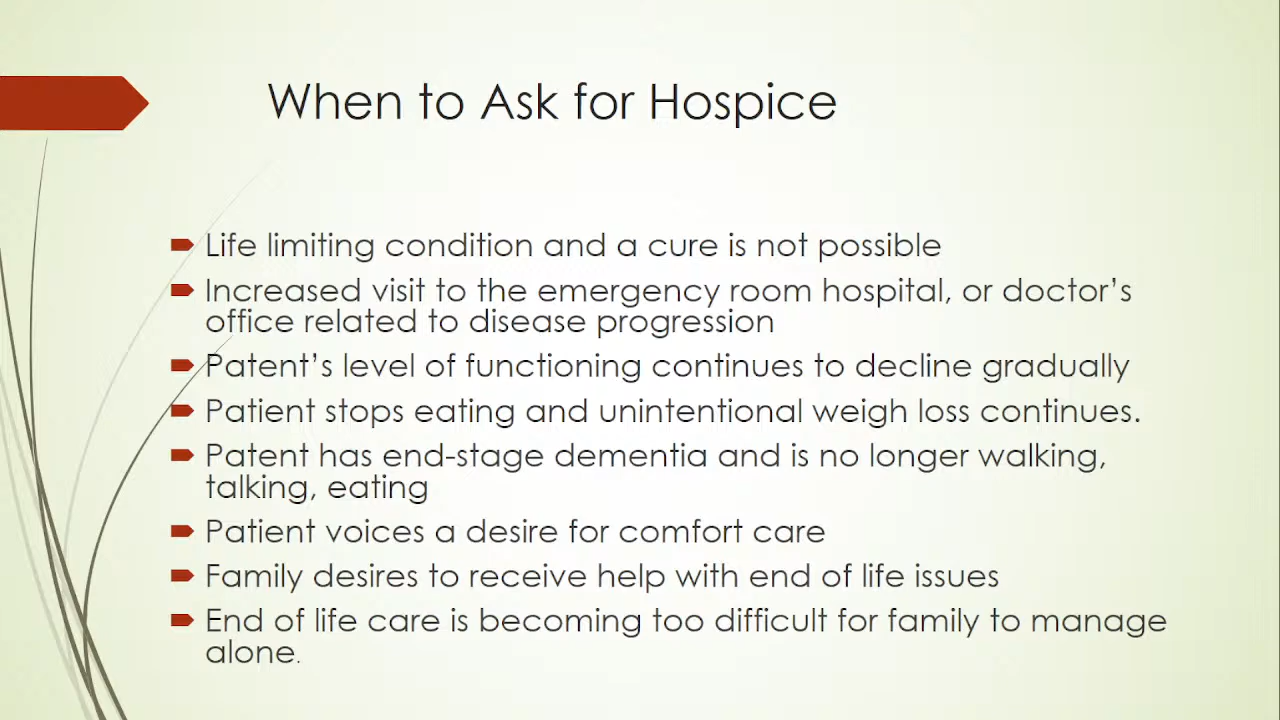 When to Ask for Hospice
Life limiting condition and a cure is not possible
Increased visit to the emergency room hospital, or doctor's
office related to disease progression
Patent's level of functioning continues to decline gradually
Patient stops eating and unintentional weigh loss continues.
Patent has end-stage dementia and is no longer walking,
talking, eating
Patient voices a desire for comfort care
Family desires to receive help with end of life issues
End of life care is becoming too difficult for family to manage
alone.